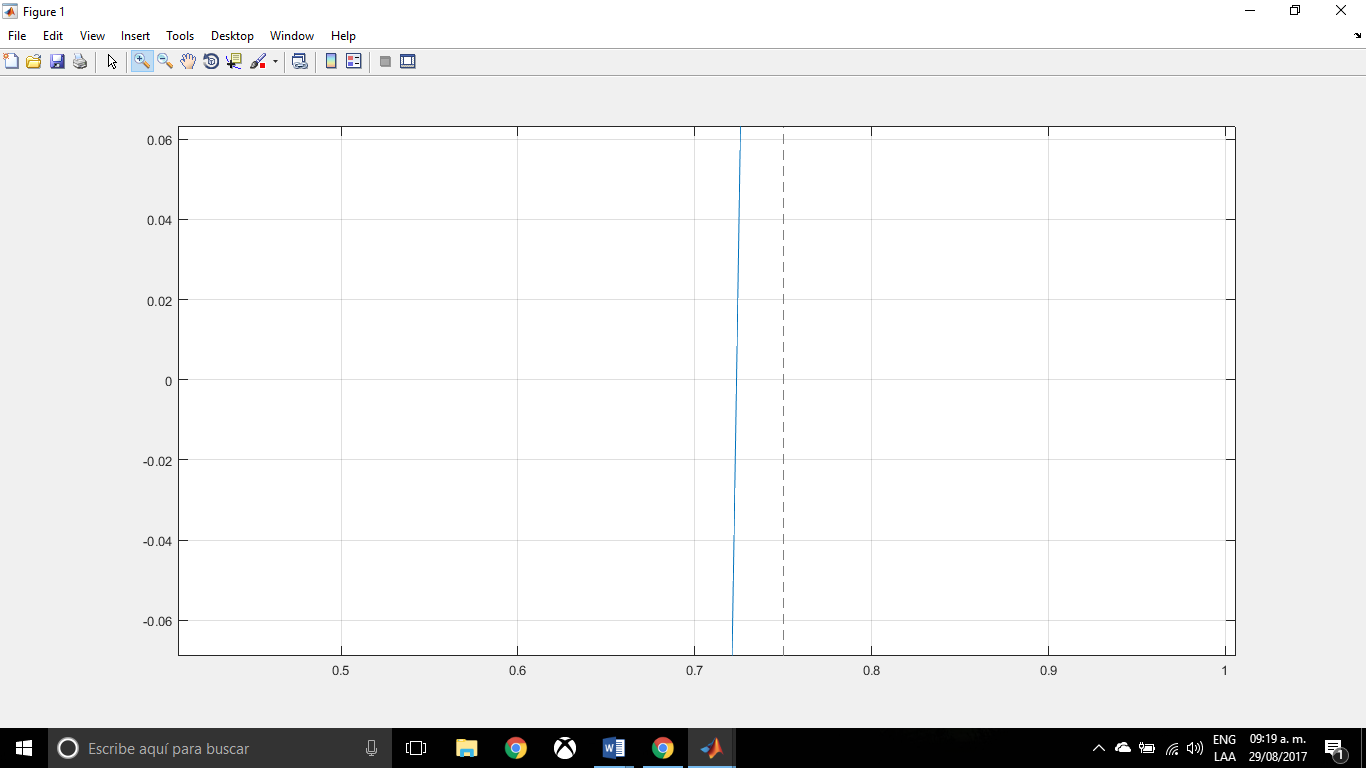 Figure 1
File Edit View Insert Tools Desktop Window Help
0.06
0.04
0.02
0
-0.02
-0.04
-0.06
0.5 0.6 0.7 0.8 0.9 1
Escribe aquí para buscar
ENG 09:19 a. m.
LAA 29/08/2017
1